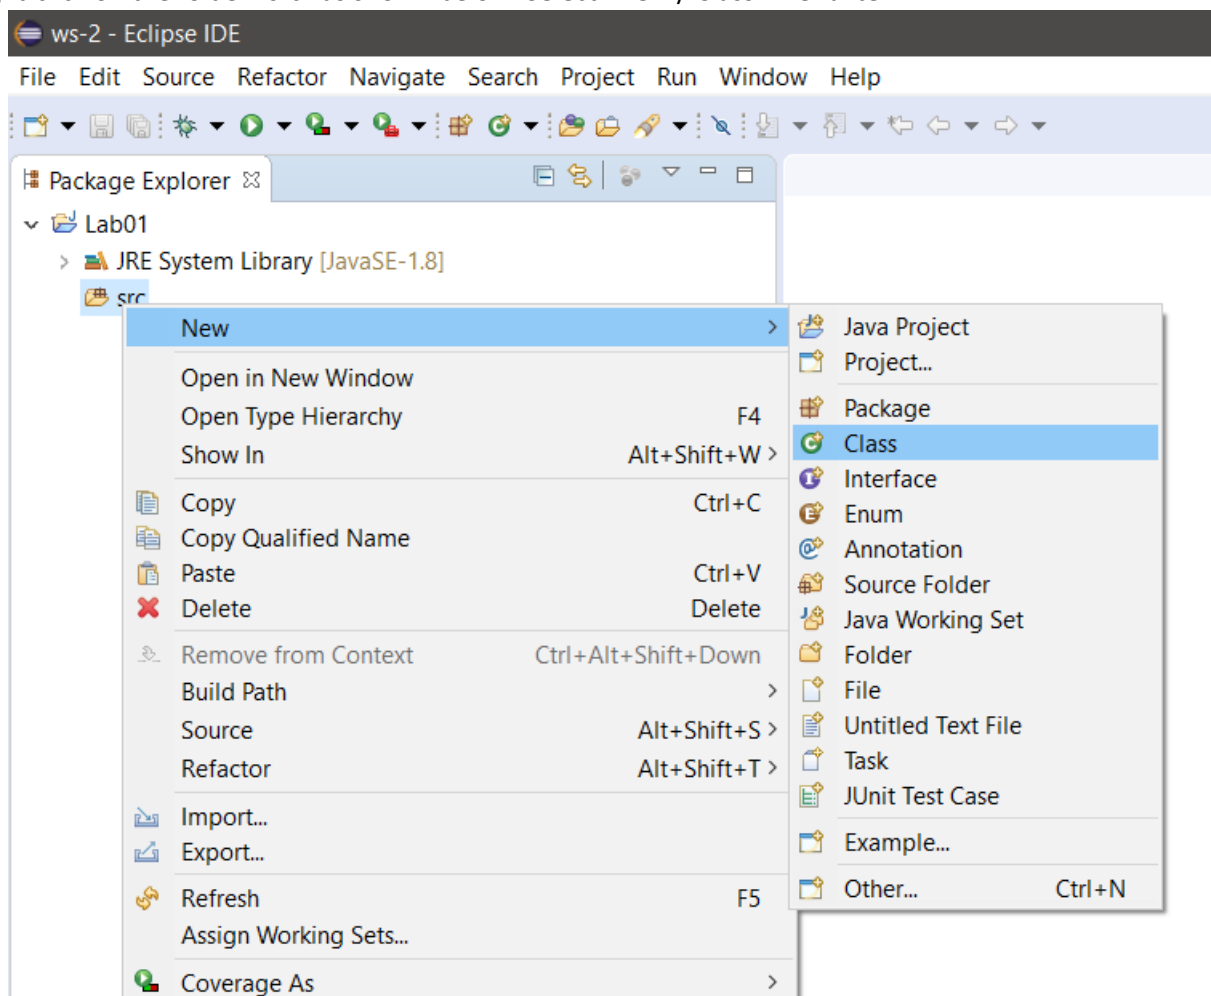 ws-2 - Eclipse IDE
File Edit Source Refactor Navigate Search Project Run Window Help
Package Explorer
Lab01
JRE System Library [JavaSE-1.8]
src
New
Open in New Window
Open Type Hierarchy F4
Show In Alt+Shift+W
Copy Ctrl+C
Copy Qualified Name
Paste Ctrl+V
Delete Delete
Remove from Context Ctrl+Alt+Shift+Down
Build Path
Source Alt+Shift+S
Refactor Alt+Shift+T
Import...
Export...
Refresh F5
Assign Working Sets...
Coverage As
Java Project
Project...
Package
Class
Interface
Enum
Annotation
Source Folder
Java Working Set
Folder
File
Untitled Text File
Task
JUnit Test Case
Example...
Other... Ctrl+N